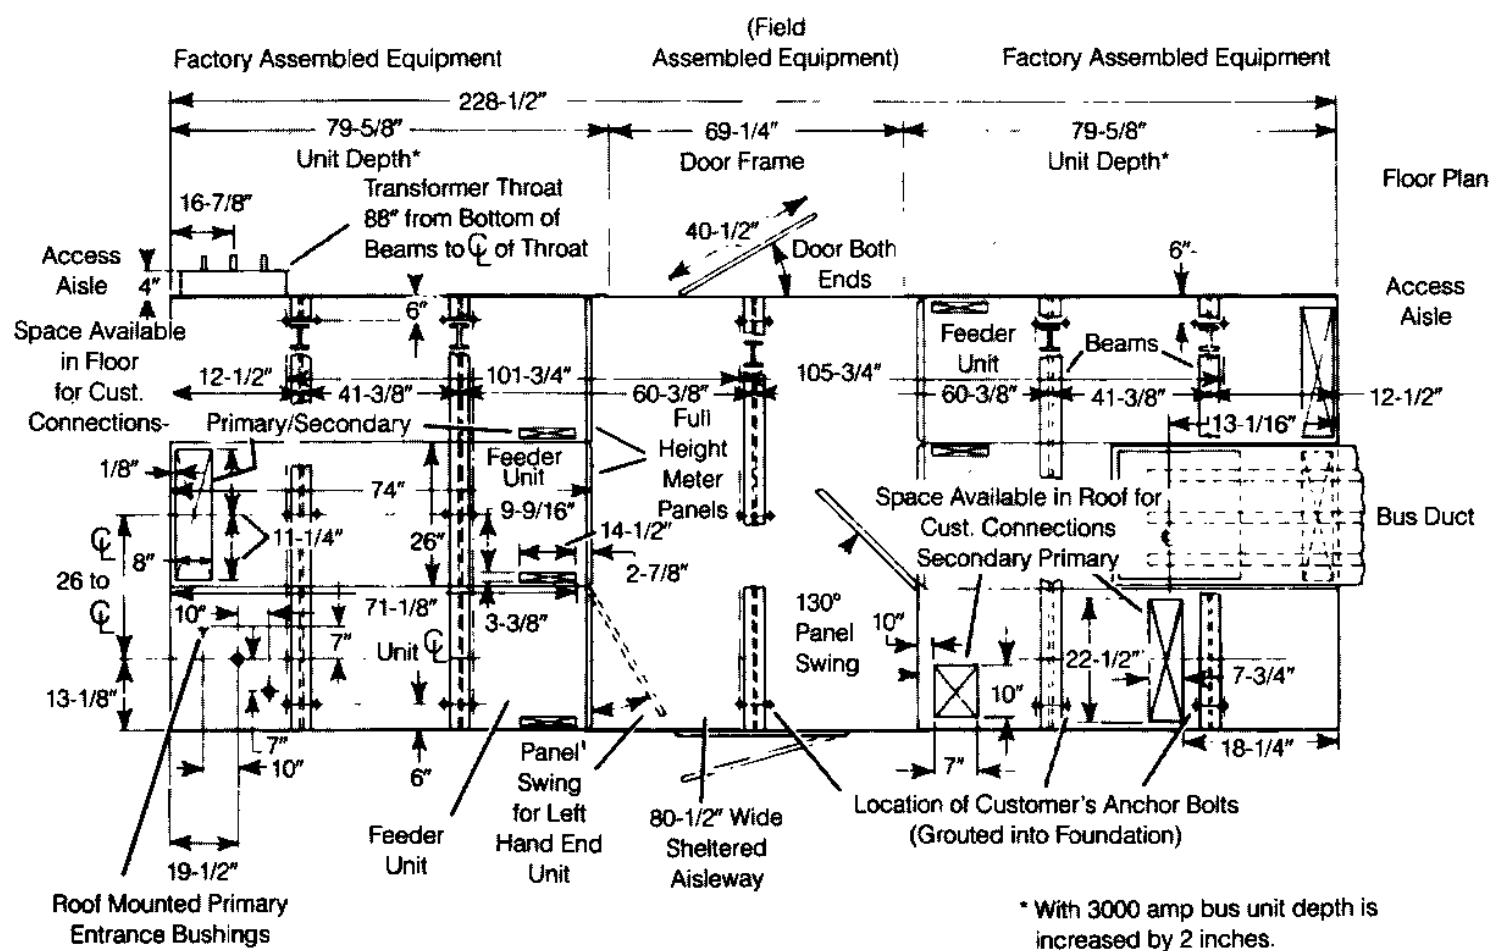 (Field
Factory Assembled Equipment
Assembled Equipment)
Factory Assembled Equipment
228-1/2"
79-5/8"
Unit Depth*
69-1/4"
Door Frame
79-5/8"
Unit Depth*
Floor Plan
16-7/8"
Transformer Throat
88" from Bottom of
Beams to ℄ of Throat
40-1/2"
Door Both
Ends
6"
Access
Aisle
4"
6"
Access
Aisle
Space Available
in Floor
for Cust.
Connections
Feeder
Unit
Beams
12-1/2"
41-3/8"
101-3/4"
60-3/8"
105-3/4"
60-3/8"
41-3/8"
12-1/2"
13-1/16"
Primary/Secondary
Full
Height
Meter
Panels
1/8"
74"
Feeder
Unit
9-9/16"
14-1/2"
2-7/8"
Space Available in Roof for
Cust. Connections
Secondary Primary
Bus Duct
℄
26 to
℄
8"
11-1/4"
26"
10"
71-1/8"
3-3/8"
7"
Unit ℄
130°
Panel
Swing
10"
22-1/2"
7-3/4"
10"
13-1/8"
7"
10"
6"
7"
18-1/4"
19-1/2"
Feeder
Unit
Panel
Swing
for Left
Hand End
Unit
80-1/2" Wide
Sheltered
Aisleway
Location of Customer's Anchor Bolts
(Grouted into Foundation)
Roof Mounted Primary
Entrance Bushings
* With 3000 amp bus unit depth is
increased by 2 inches.